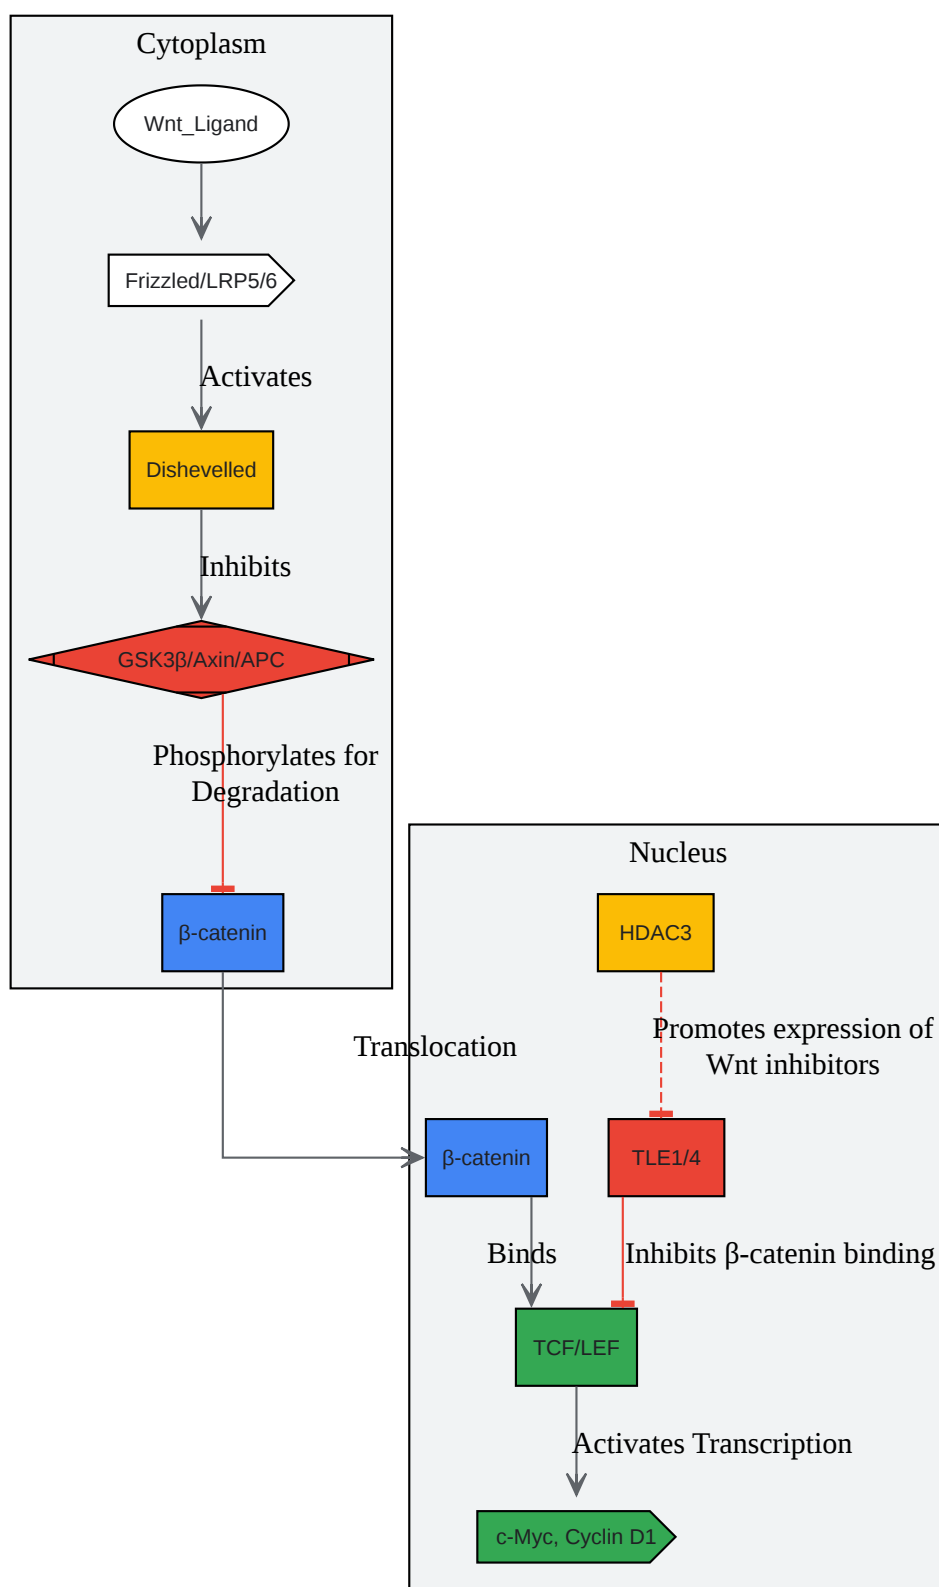 Cytoplasm
Wnt_Ligand
Frizzled/LRP5/6
Activates
Dishevelled
Inhibits
GSK3β/Axin/APC
Phosphorylates for
Degradation
β-catenin
Translocation
Nucleus
HDAC3
Promotes expression of
Wnt inhibitors
β-catenin
TLE1/4
Binds
Inhibits β-catenin binding
TCF/LEF
Activates Transcription
c-Myc, Cyclin D1